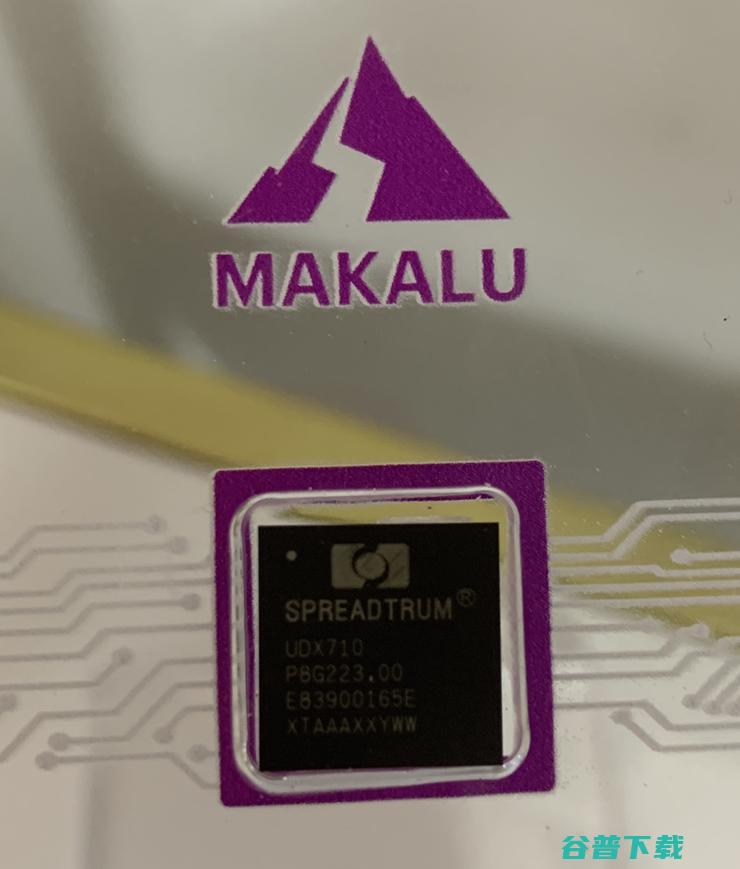 MAKALU
SPREADTRUM®
UDX710
P8G223.00
E83900165E
XTAAAXXYWW
谷普下载